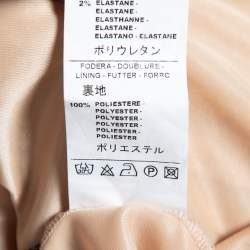 2% ELASTANE -
ELASTANE -
ELASTHANNE -
ELASTANE -
ELASTANO - ELASTANE
ポリウレタン
FODERA - DOUBLURE -
LINING - FUTTER - FORRO
裏地
100% POLIESTERE -
POLYESTER -
POLYESTER -
POLYESTER -
POLIESTER -
POLYESTER
ポリエステル